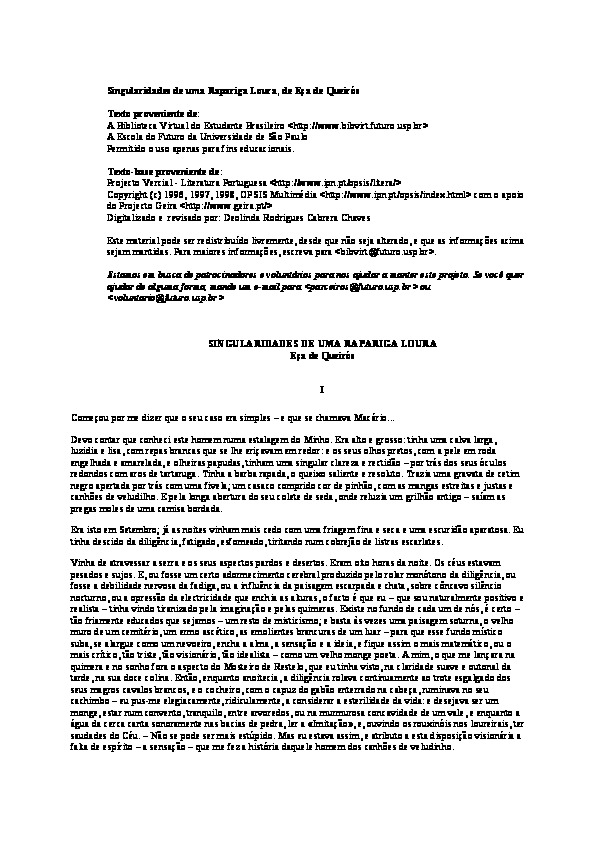 Singularidades de uma Rapariga Loura, de Eça de Queirós
Texto proveniente de:
A Biblioteca Virtual do Estudante Brasileiro <http://www.bibvirt.futuro.usp.br>
A Escola do Futuro da Universidade de São Paulo
Permitido o uso apenas para fins educacionais.
Texto-base proveniente de:
Projecto Vercial - Literatura Portuguesa <http://www.ipn.pt/opsis/litera/>
Copyright (c) 1996, 1997, 1998, OPSIS Multimédia <http://www.ipn.pt/opsis/index.html> com o apoio
do Projecto Geira <http://www.geira.pt/>
Digitalizado e revisado por: Deolinda Rodrigues Cabrera Chaves
Este material pode ser redistribuído livremente, desde que não seja alterado, e que as informações acima
sejam mantidas. Para maiores informações, escreva para <bibvirt@futuro.usp.br>.
Estamos em busca de patrocinadores e voluntários para nos ajudar a manter este projeto. Se você quer
ajudar de alguma forma, mande um e-mail para <parceiros@futuro.usp.br> ou
<voluntario@futuro.usp.br>
SINGULARIDADES DE UMA RAPARIGA LOURA
Eça de Queirós
I
Começou por me dizer que o seu caso era simples – e que se chamava Macário...
Devo contar que conheci este homem numa estalagem do Minho. Era alto e grosso: tinha uma calva larga,
luzidia e lisa, com repas brancas que se lhe eriçavam em redor: e os seus olhos pretos, com a pele em roda
engelhada e amarelada, e olheiras papudas, tinham uma singular clareza e rectidão – por trás dos seus óculos
redondos com aros de tartaruga. Tinha a barba rapada, o queixo saliente e resoluto. Trazia uma gravata de cetim
negro apertada por trás com uma fivela; um casaco comprido cor de pinhão, com as mangas estreitas e justas e
canhões de veludilho. E pela longa abertura do seu colete de seda, onde reluzia um grilhão antigo – saíam as
pregas moles de uma camisa bordada.
Era isto em Setembro; já as noites vinham mais cedo com uma friagem fina e seca e uma escuridão aparatosa. Eu
tinha descido da diligência, fatigado, esfomeado, tiritando num cobrejão de listras escarlates.
Vinha de atravessar a serra e os seus aspectos pardos e desertos. Eram oito horas da noite. Os céus estavam
pesados e sujos. E, ou fosse um certo adormecimento cerebral produzido pelo rolar monótono da diligência, ou
fosse a debilidade nervosa da fadiga, ou a influência da paisagem escarpada e chata, sobre côncavo silêncio
nocturno, ou a opressão da electricidade que enchia as alturas, o facto é que eu – que sou naturalmente positivo e
realista – tinha vindo tiranizado pela imaginação e pelas quimeras. Existe no fundo de cada um de nós, é certo –
tão friamente educados que sejamos – um resto de misticismo; e basta às vezes uma paisagem soturna, o velho
muro de um cemitério, um ermo ascético, as emolientes brancuras de um luar – para que esse fundo místico
suba, se alargue como um nevoeiro, encha a alma, a sensação e a ideia, e fique assim o mais matemático, ou o
mais crítico, tão triste, tão visionário, tão idealista – como um velho monge poeta. A mim, o que me lançara na
quimera e no sonho fora o aspecto do Mosteiro de Restelo, que eu tinha visto, na claridade suave e outonal da
tarde, na sua doce colina. Então, enquanto anoitecia, a diligência rolava continuamente ao trote esgalgado dos
seus magros cavalos brancos, e o cocheiro, com o capuz do gabão enterrado na cabeça, ruminava no seu
cachimbo – eu pus-me elegiacamente, ridiculamente, a considerar a esterilidade da vida: e desejava ser um
monge, estar num convento, tranquilo, entre arvoredos, ou na murmurosa concavidade de um vale, e enquanto a
água da cerca canta sonoramente nas bacias de pedra, ler a «Imitação», e, ouvindo os rouxinóis nos loureirais, ter
saudades do Céu. – Não se pode ser mais estúpido. Mas eu estava assim, e atribuo a esta disposição visionária a
falta de espírito – a sensação – que me fez a história daquele homem dos canhões de veludinho.